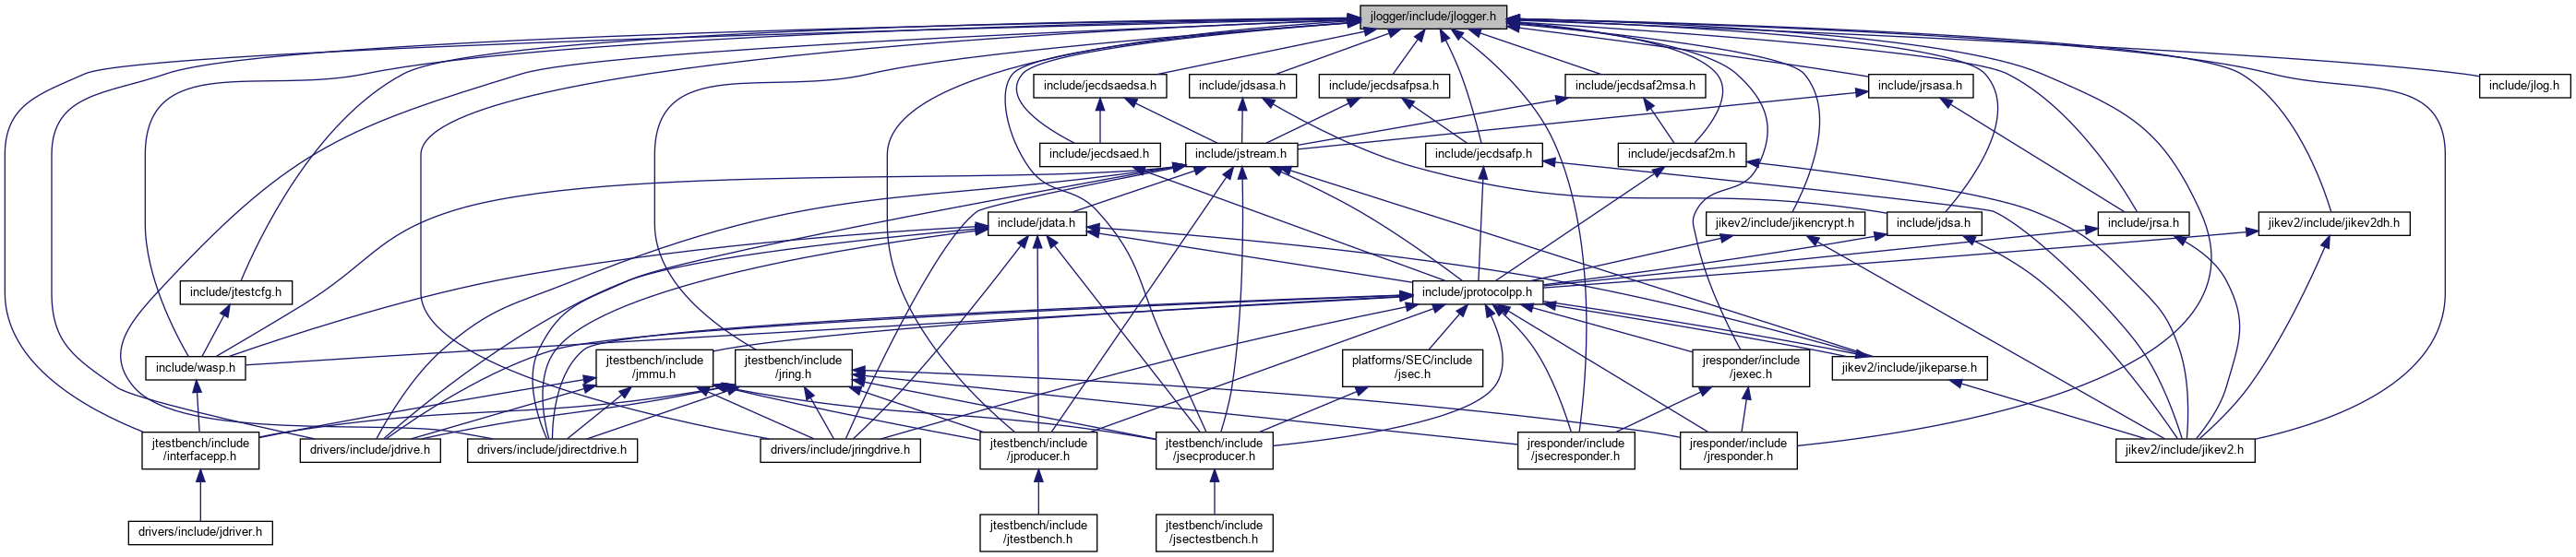 jlogger/include/jlogger.h
include/jecdsaedsa.h
include/jdsasa.h
include/jecdsafpsa.h
include/jecdsaf2msa.h
include/jrsasa.h
include/jlog.h
include/jecdsaed.h
include/jstream.h
include/jecdsafp.h
include/jecdsaf2m.h
include/jdata.h
jikev2/include/jikencrypt.h
include/jdsa.h
include/jrsa.h
jikev2/include/jikev2dh.h
include/jtestcfg.h
include/jprotocolpp.h
include/wasp.h
jtestbench/include
/jmmu.h
jtestbench/include
/jring.h
platforms/SEC/include
/jsec.h
jresponder/include
/jexec.h
jikev2/include/jikeparse.h
jtestbench/include
/interfacepp.h
drivers/include/jdrive.h
drivers/include/jdirectdrive.h
drivers/include/jringdrive.h
jtestbench/include
/jproducer.h
jtestbench/include
/jsecproducer.h
jresponder/include
/jsecresponder.h
jresponder/include
/jresponder.h
jikev2/include/jikev2.h
drivers/include/jdriver.h
jtestbench/include
/jtestbench.h
jtestbench/include
/jsectestbench.h